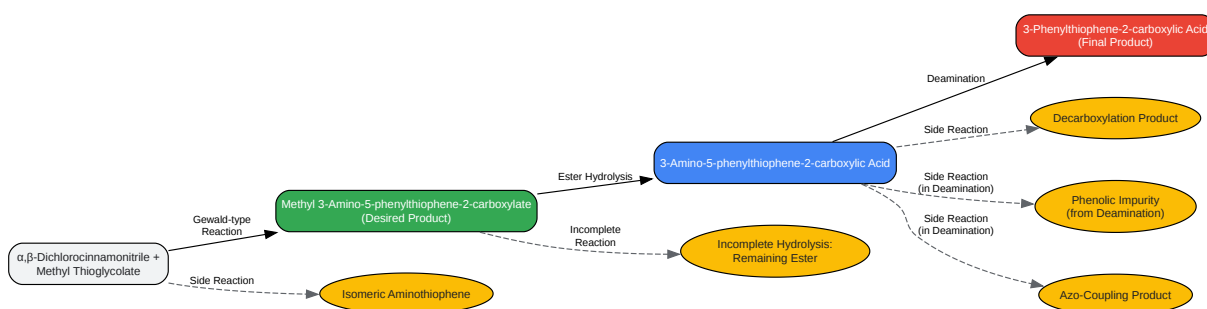 3-Phenylthiophene-2-carboxylic Acid
(Final Product)
Deamination
Decarboxylation Product
Side Reaction
3-Amino-5-phenylthiophene-2-carboxylic Acid
Ester Hydrolysis
Side Reaction
(in Deamination)
Phenolic Impurity
(from Deamination)
Methyl 3-Amino-5-phenylthiophene-2-carboxylate
(Desired Product)
Gewald-type
Reaction
Incomplete
Reaction
Side Reaction
(in Deamination)
Incomplete Hydrolysis:
Remaining Ester
α,β-Dichlorocinnamonitrile +
Methyl Thioglycolate
Side Reaction
Isomeric Aminothiophene
Azo-Coupling Product